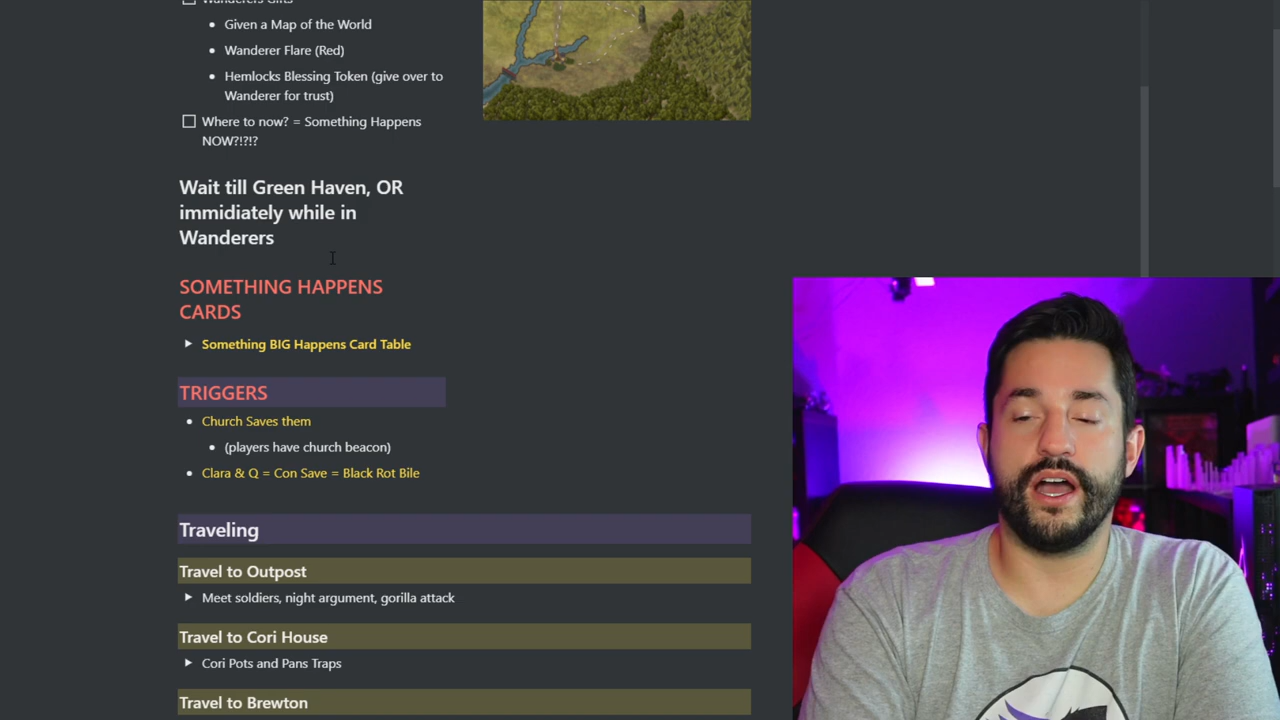 Wanderers Gifts
Given a Map of the World
Wanderer Flare (Red)
Hemlocks Blessing Token (give over to
Wanderer for trust)
Where to now? = Something Happens
NOW?!?!?
Wait till Green Haven, OR
immidiately while in
Wanderers
SOMETHING HAPPENS
CARDS
Something BIG Happens Card Table
TRIGGERS
Church Saves them
(players have church beacon)
Clara & Q = Con Save = Black Rot Bile
Traveling
Travel to Outpost
Meet soldiers, night argument, gorilla attack
Travel to Cori House
Cori Pots and Pans Traps
Travel to Brewton